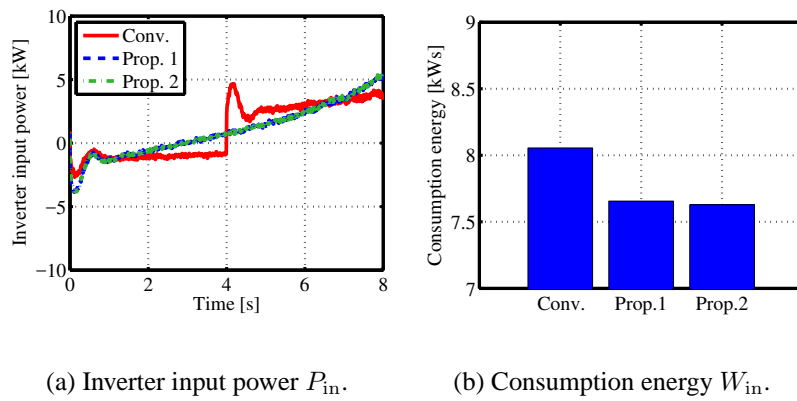 10
5
0
−5
−10
Inverter input power [kW]
Conv.
Prop. 1
Prop. 2
0
2
4
6
8
Time [s]
(a) Inverter input power P_in.
9
8.5
8
7.5
7
Consumption energy [kWs]
Conv.
Prop.1
Prop.2
(b) Consumption energy W_in.